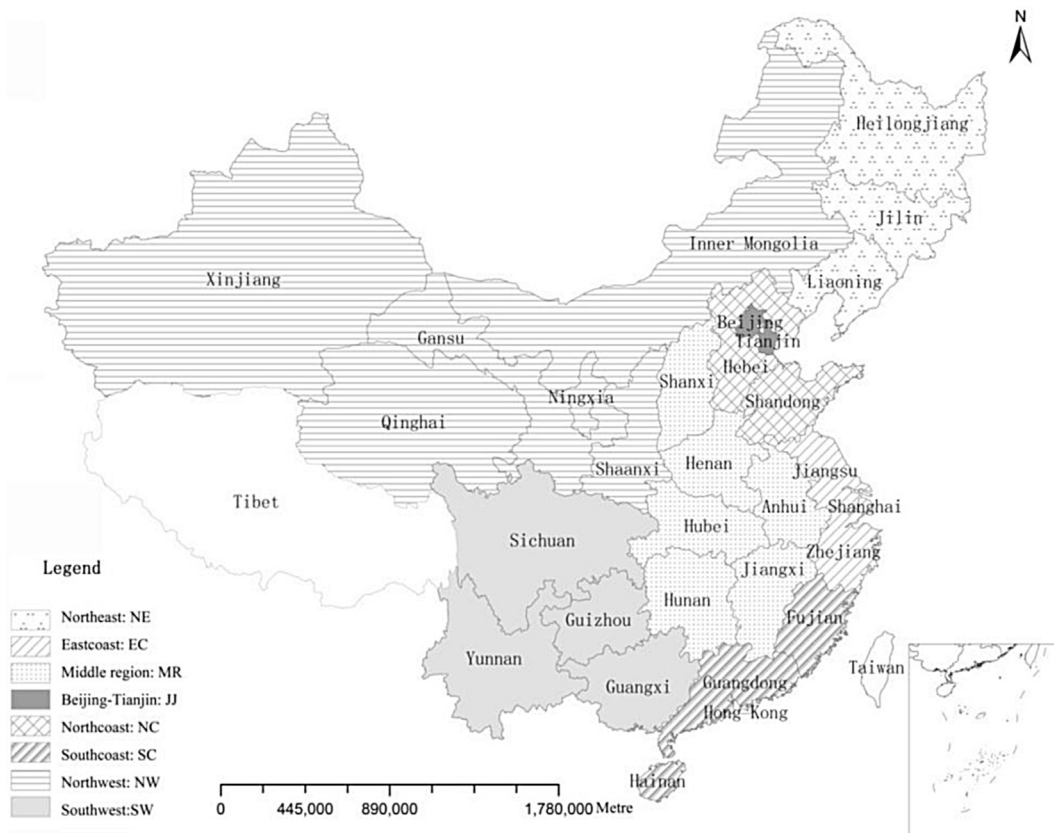 N
Heilongjiang
Jilin
Inner Mongolia
Xinjiang
Liaoning
Beijing
Gansu
Tianjin
Hebei
Shanxi
Ningxia
Shandong
Qinghai
Henan
Shaanxi
Jiangsu
Tibet
Anhui
Shanghai
Hubei
Sichuan
Zhejiang
Jiangxi
Hunan
Fujian
Guizhou
Yunnan
Taiwan
Guangxi
Guangdong
Hong Kong
Hainan
Legend
Northeast: NE
Eastcoast: EC
Middle region: MR
Beijing-Tianjin: JJ
Northcoast: NC
Southcoast: SC
Northwest: NW
Southwest:SW
0 445,000 890,000 1,780,000 Metre